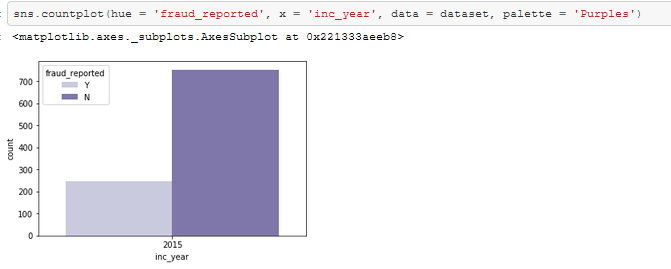 sns.countplot(hue = 'fraud_reported', x = 'inc_year', data = dataset, palette = 'Purples')
<matplotlib.axes._subplots.AxesSubplot at 0x221333aeeb8>
fraud_reported
Y
N
700
600
500
400
300
200
100
0
count
2015
inc_year